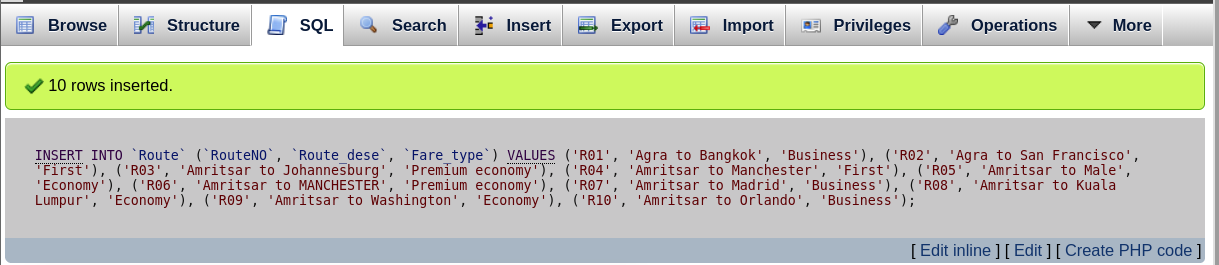 Browse Structure SQL Search Insert Export Import Privileges Operations More
10 rows inserted.
INSERT INTO `Route` (`RouteNO`, `Route_dese`, `Fare_type`) VALUES ('R01', 'Agra to Bangkok', 'Business'), ('R02', 'Agra to San Francisco',
'First'), ('R03', 'Amritsar to Johannesburg', 'Premium economy'), ('R04', 'Amritsar to Manchester', 'First'), ('R05', 'Amritsar to Male',
'Economy'), ('R06', 'Amritsar to MANCHESTER', 'Premium economy'), ('R07', 'Amritsar to Madrid', 'Business'), ('R08', 'Amritsar to Kuala
Lumpur', 'Economy'), ('R09', 'Amritsar to Washington', 'Economy'), ('R10', 'Amritsar to Orlando', 'Business');
[ Edit inline ] [ Edit ] [ Create PHP code ]